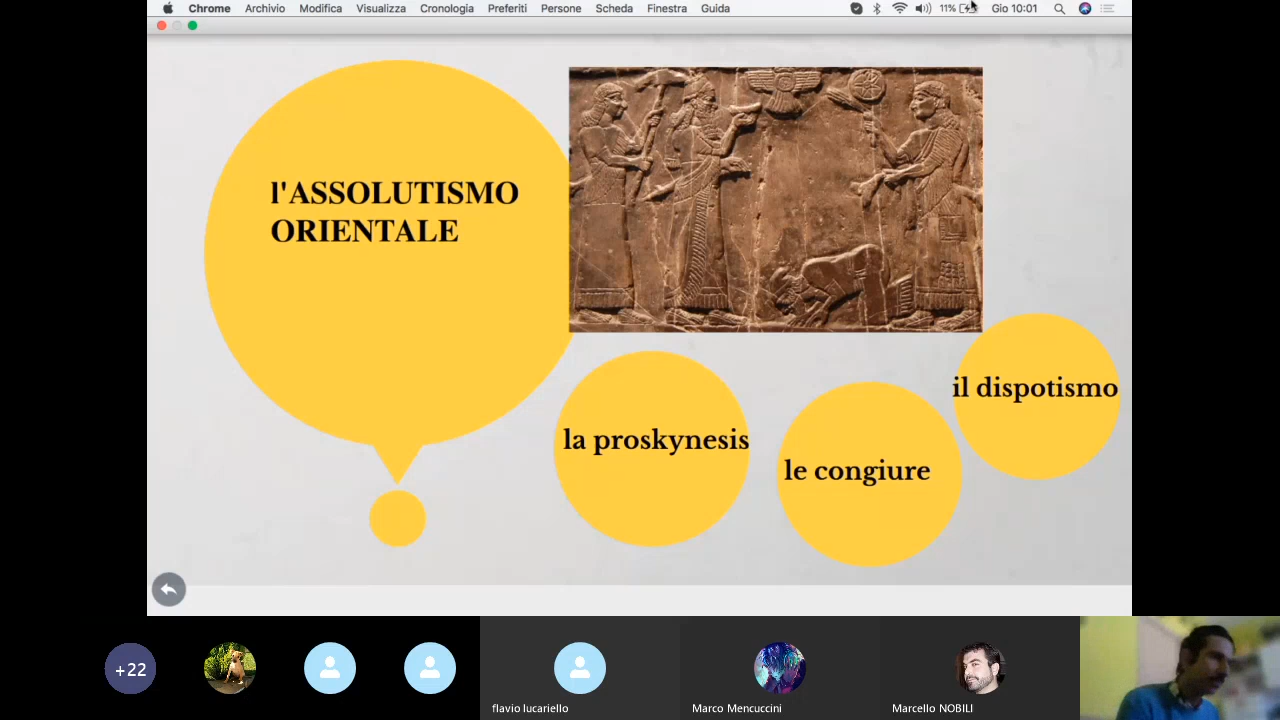 Chrome Archivio Modifica Visualizza Cronologia Preferiti Persone Scheda Finestra Guida 11% Gio 10:01
l'ASSOLUTISMO
ORIENTALE
il dispotismo
la proskynesis
le congiure
+22
flavio lucariello
Marco Mencuccini
Marcello NOBILI